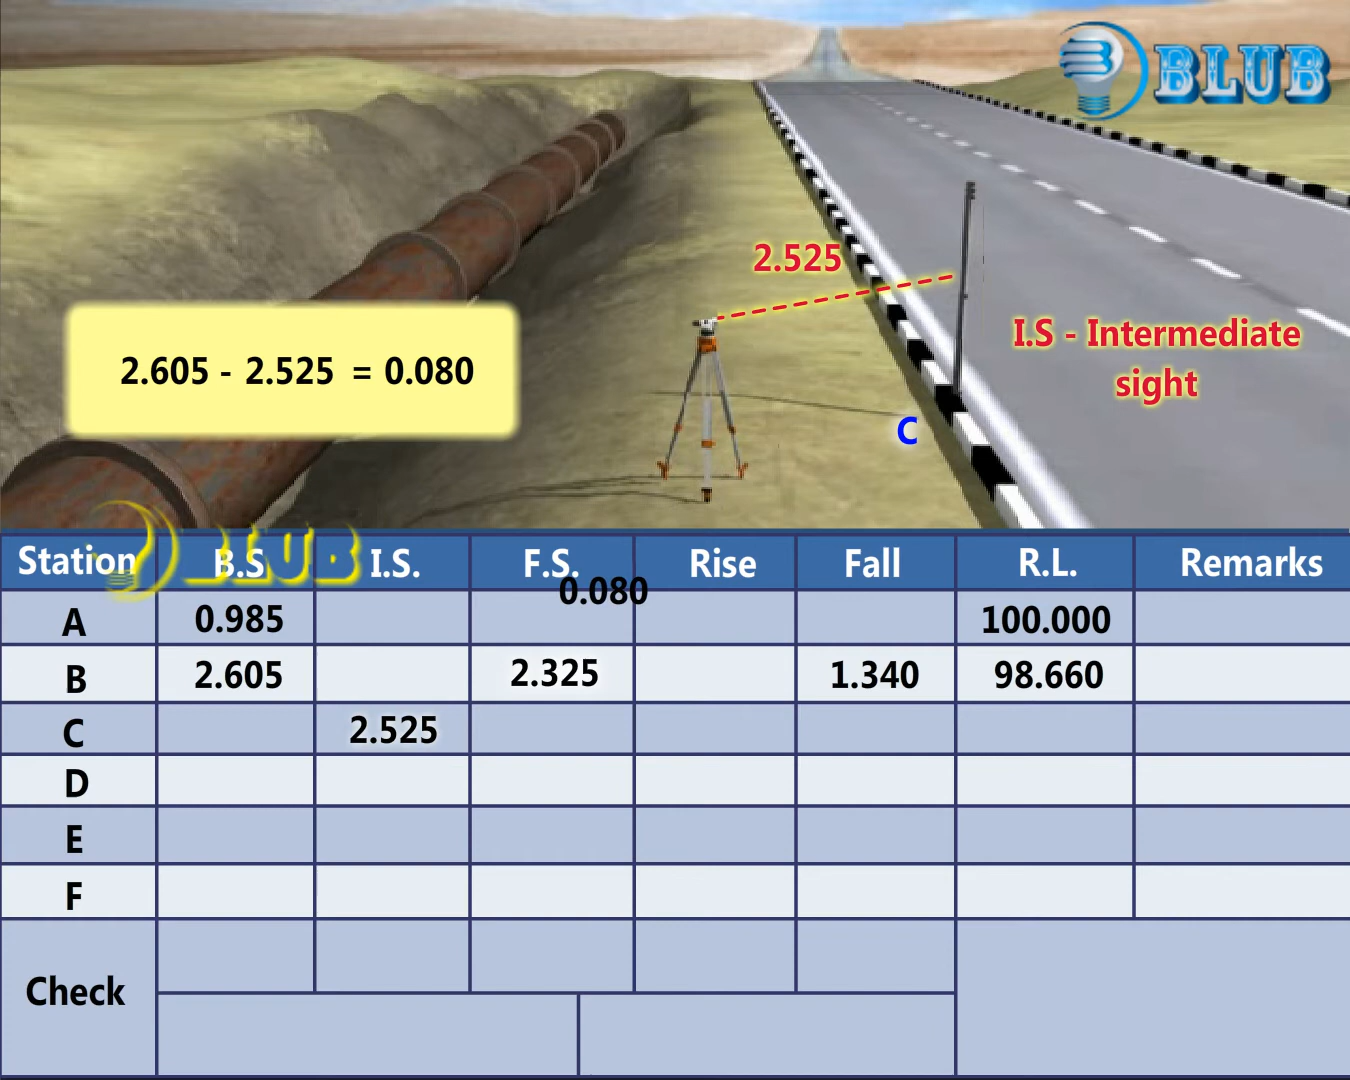 BLUB
2.525
I.S - Intermediate
sight
2.605 - 2.525 = 0.080
C
BLUB
Station B.S I.S. F.S. Rise Fall R.L. Remarks
0.080
A 0.985 100.000
B 2.605 2.325 1.340 98.660
C 2.525
D
E
F
Check